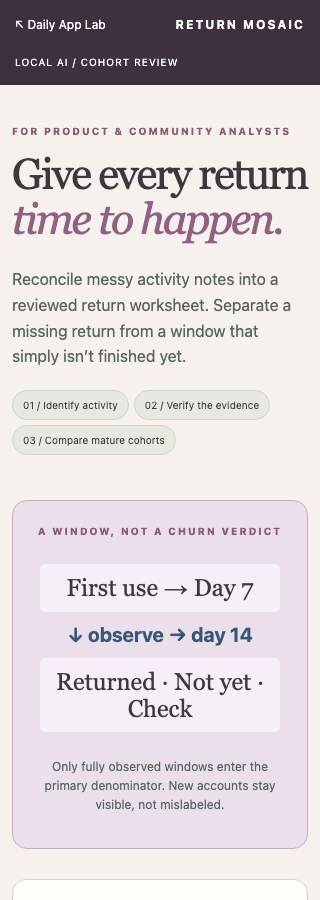 ↖ Daily App Lab
RETURN MOSAIC
LOCAL AI / COHORT REVIEW
FOR PRODUCT & COMMUNITY ANALYSTS
Give every return
time to happen.
Reconcile messy activity notes into a
reviewed return worksheet. Separate a
missing return from a window that
simply isn’t finished yet.
01 / Identify activity
02 / Verify the evidence
03 / Compare mature cohorts
A WINDOW, NOT A CHURN VERDICT
First use → Day 7
↓ observe → day 14
Returned · Not yet ·
Check
Only fully observed windows enter the
primary denominator. New accounts stay
visible, not mislabeled.